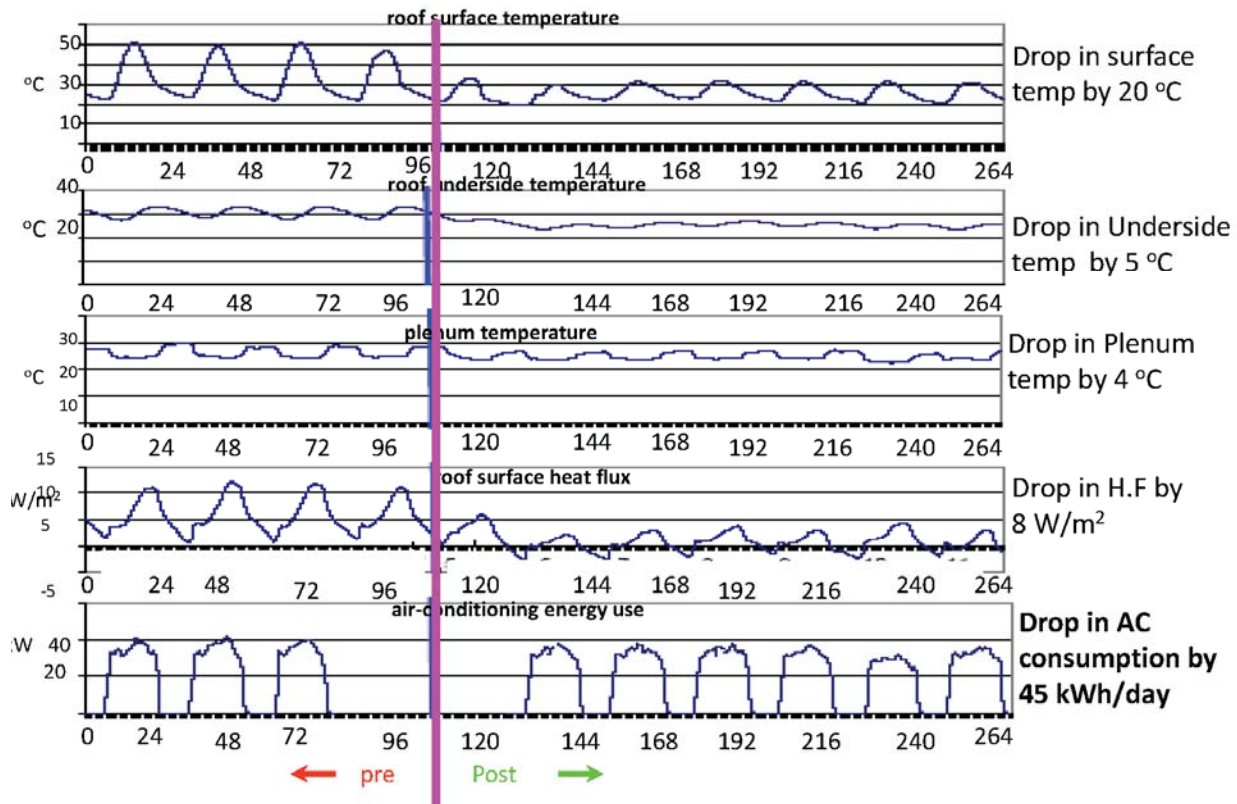 roof surface temperature
50
°C
30
10
0 24 48 72 96 120 144 168 192 216 240 264
Drop in surface
temp by 20 °C
roof underside temperature
40
°C 20
0 24 48 72 96 120 144 168 192 216 240 264
Drop in Underside
temp by 5 °C
plenum temperature
30
°C 20
10
0 24 48 72 96 120 144 168 192 216 240 264
Drop in Plenum
temp by 4 °C
roof surface heat flux
15
W/m² 10
5
-5
0 24 48 72 96 120 144 168 192 216 240 264
Drop in H.F by
8 W/m²
air-conditioning energy use
40
20
0 24 48 72 96 120 144 168 192 216 240 264
Drop in AC
consumption by
45 kWh/day
pre Post